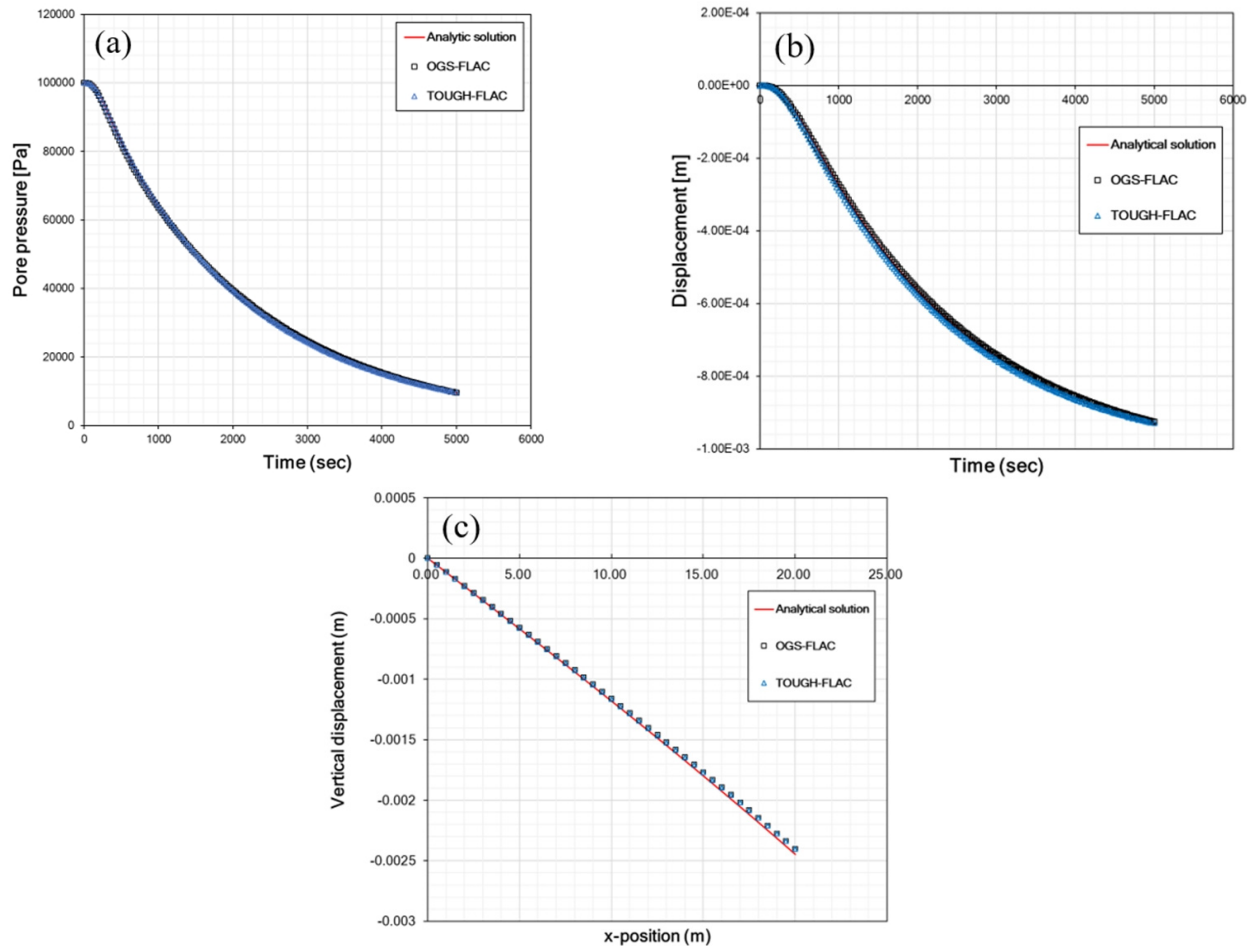 (a)
120000
100000
80000
60000
40000
20000
0
Pore pressure [Pa]
0 1000 2000 3000 4000 5000 6000
Time (sec)
Analytic solution
OGS-FLAC
TOUGH-FLAC
(b)
2.00E-04
0.00E+00
-2.00E-04
-4.00E-04
-6.00E-04
-8.00E-04
-1.00E-03
Displacement [m]
0 1000 2000 3000 4000 5000 6000
Time (sec)
Analytical solution
OGS-FLAC
TOUGH-FLAC
(c)
0.0005
0
-0.0005
-0.001
-0.0015
-0.002
-0.0025
-0.003
Vertical displacement (m)
0.00 5.00 10.00 15.00 20.00 25.00
x-position (m)
Analytical solution
OGS-FLAC
TOUGH-FLAC